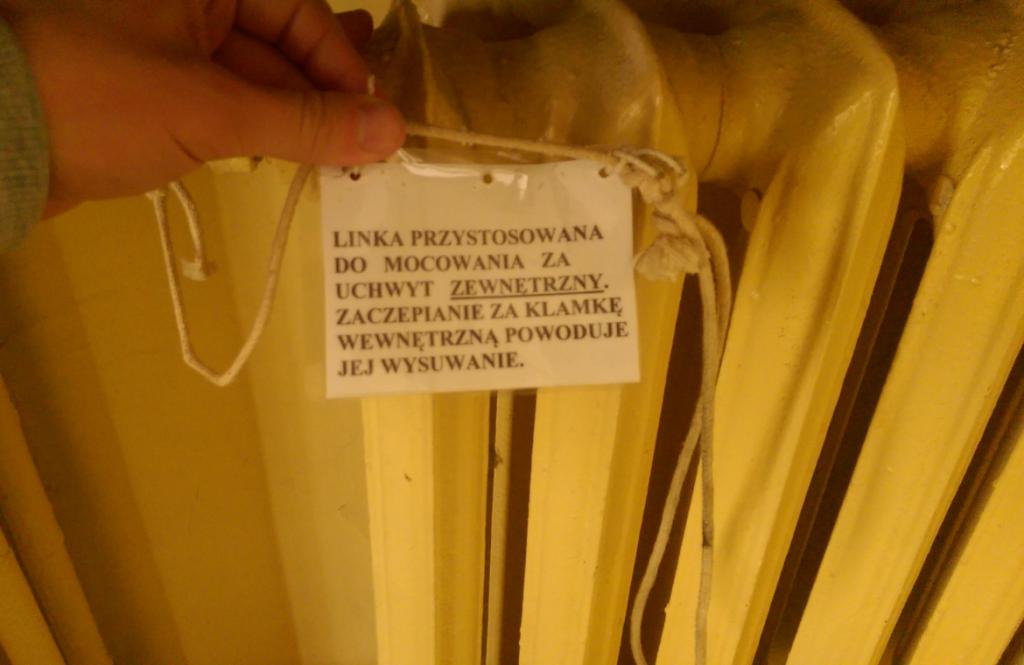 LINKA PRZYSTOSOWANA
DO MOCOWANIA ZA
UCHWYT ZEWNĘTRZNY.
ZACZEPIANIE ZA KLAMKĘ
WEWNĘTRZNĄ POWODUJE
JEJ WYSUWANIE.